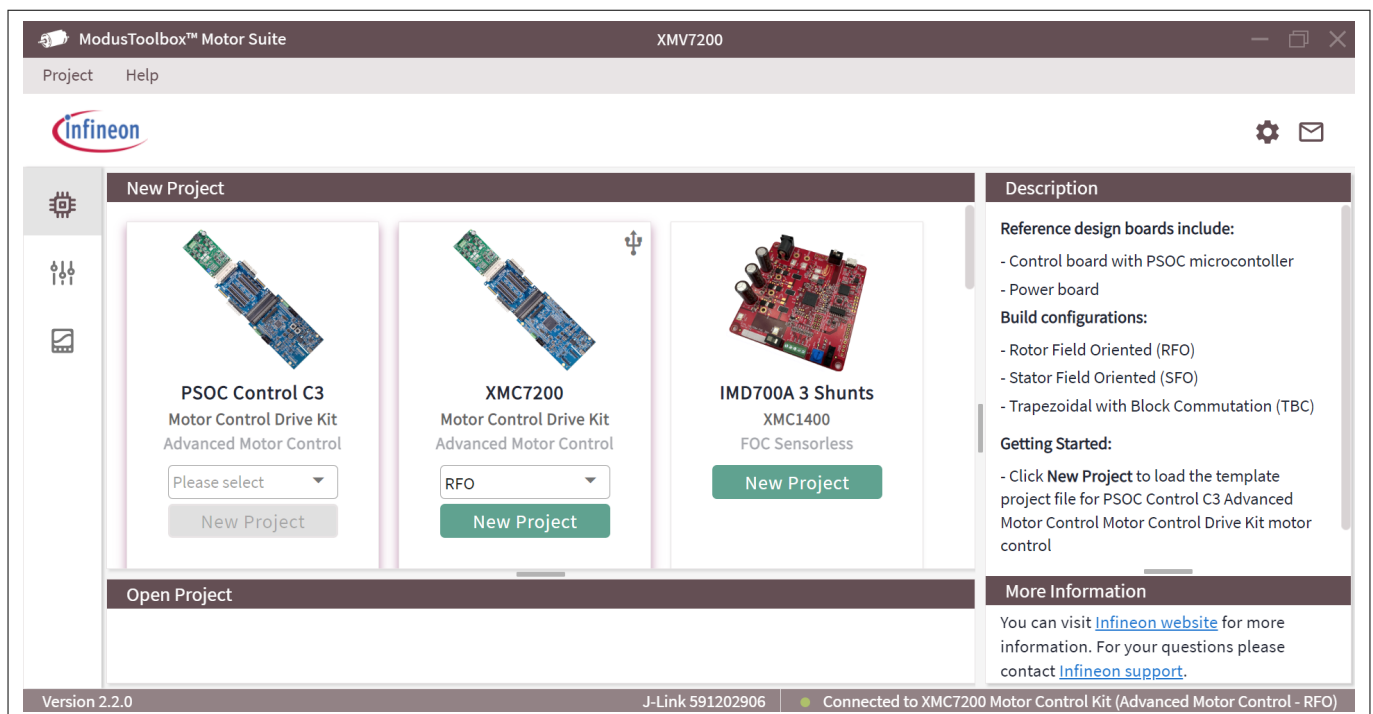 ModusToolbox™ Motor Suite
XMV7200
Project Help
infineon
New Project
PSOC Control C3
Motor Control Drive Kit
Advanced Motor Control
Please select
New Project
XMC7200
Motor Control Drive Kit
Advanced Motor Control
RFO
New Project
IMD700A 3 Shunts
XMC1400
FOC Sensorless
New Project
Open Project
Description
Reference design boards include:
- Control board with PSOC microcontoller
- Power board
Build configurations:
- Rotor Field Oriented (RFO)
- Stator Field Oriented (SFO)
- Trapezoidal with Block Commutation (TBC)
Getting Started:
- Click New Project to load the template
project file for PSOC Control C3 Advanced
Motor Control Motor Control Drive Kit motor
control
More Information
You can visit Infineon website for more
information. For your questions please
contact Infineon support.
Version 2.2.0
J-Link 591202906
Connected to XMC7200 Motor Control Kit (Advanced Motor Control - RFO)